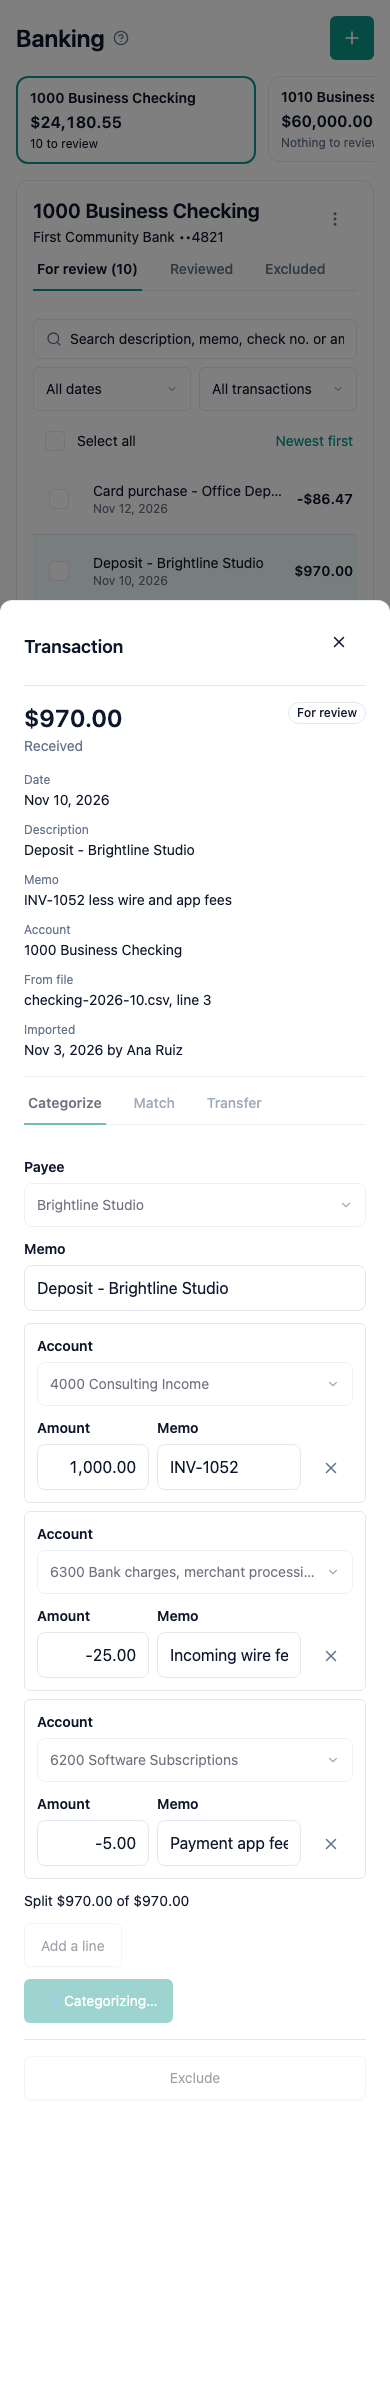 Banking
1000 Business Checking
$24,180.55
10 to review
1010 Business
$60,000.00
Nothing to review
1000 Business Checking
First Community Bank ••4821
For review (10)
Reviewed
Excluded
Search description, memo, check no. or am
All dates
All transactions
Select all
Newest first
Card purchase - Office Dep...
-$86.47
Nov 12, 2026
Deposit - Brightline Studio
$970.00
Nov 10, 2026
Transaction
$970.00
For review
Received
Date
Nov 10, 2026
Description
Deposit - Brightline Studio
Memo
INV-1052 less wire and app fees
Account
1000 Business Checking
From file
checking-2026-10.csv, line 3
Imported
Nov 3, 2026 by Ana Ruiz
Categorize
Match
Transfer
Payee
Brightline Studio
Memo
Deposit - Brightline Studio
Account
4000 Consulting Income
Amount
Memo
1,000.00
INV-1052
Account
6300 Bank charges, merchant processi...
Amount
Memo
-25.00
Incoming wire fe
Account
6200 Software Subscriptions
Amount
Memo
-5.00
Payment app fee
Split $970.00 of $970.00
Add a line
Categorizing...
Exclude